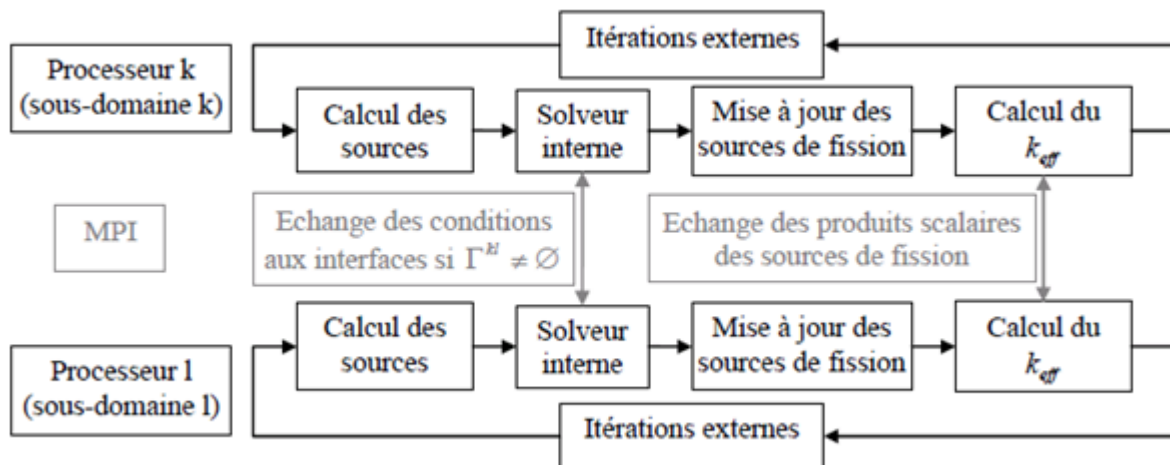 Itérations externes
Processeur k
(sous-domaine k)
Calcul des
sources
Solveur
interne
Mise à jour des
sources de fission
Calcul du
k_eff
MPI
Echange des conditions
aux interfaces si Γ^kl ≠ ∅
Echange des produits scalaires
des sources de fission
Processeur l
(sous-domaine l)
Calcul des
sources
Solveur
interne
Mise à jour des
sources de fission
Calcul du
k_eff
Itérations externes